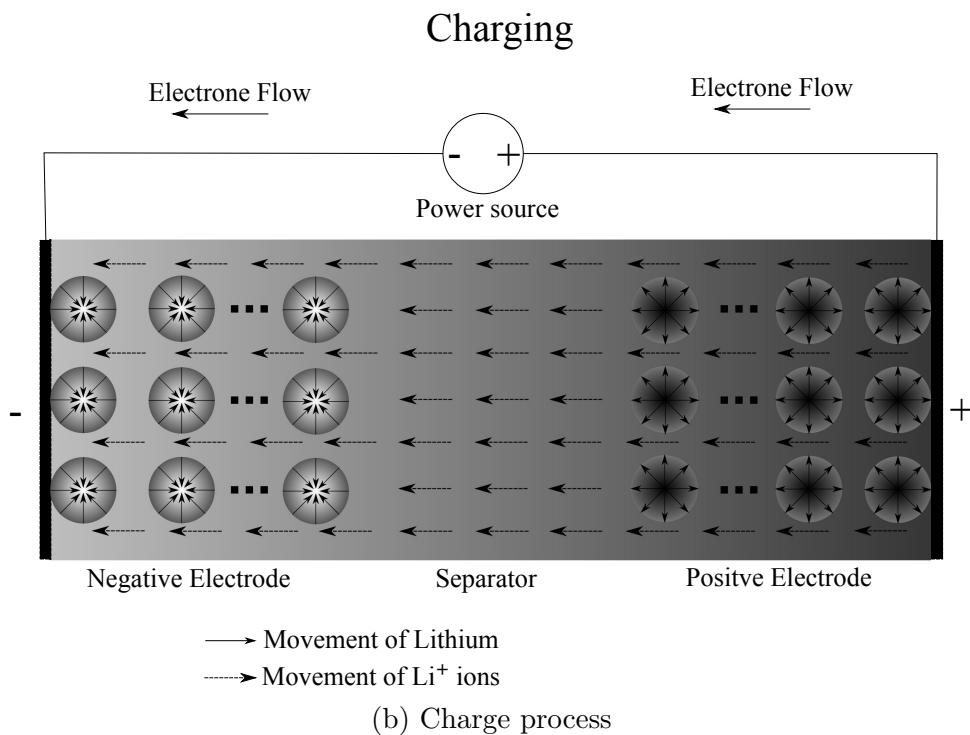 Charging
Electrone Flow
Electrone Flow
- +
Power source
-
+
Negative Electrode
Separator
Positve Electrode
Movement of Lithium
Movement of Li⁺ ions
(b) Charge process